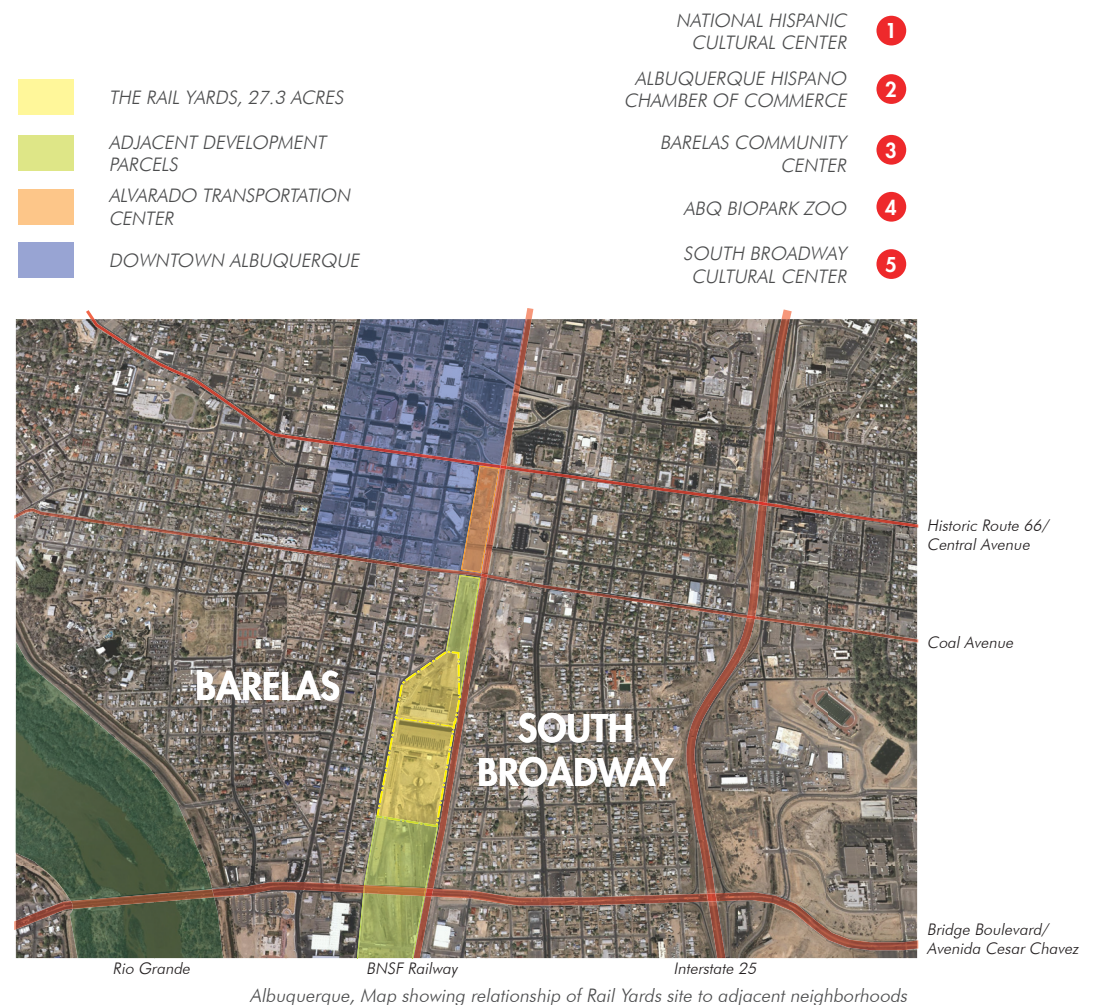 NATIONAL HISPANIC
CULTURAL CENTER
1
ALBUQUERQUE HISPANO
CHAMBER OF COMMERCE
2
BARELAS COMMUNITY
CENTER
3
ABQ BIOPARK ZOO
4
SOUTH BROADWAY
CULTURAL CENTER
5
THE RAIL YARDS, 27.3 ACRES
ADJACENT DEVELOPMENT
PARCELS
ALVARADO TRANSPORTATION
CENTER
DOWNTOWN ALBUQUERQUE
Historic Route 66/
Central Avenue
Coal Avenue
BARELAS
SOUTH
BROADWAY
Bridge Boulevard/
Avenida Cesar Chavez
Rio Grande
BNSF Railway
Interstate 25
Albuquerque, Map showing relationship of Rail Yards site to adjacent neighborhoods